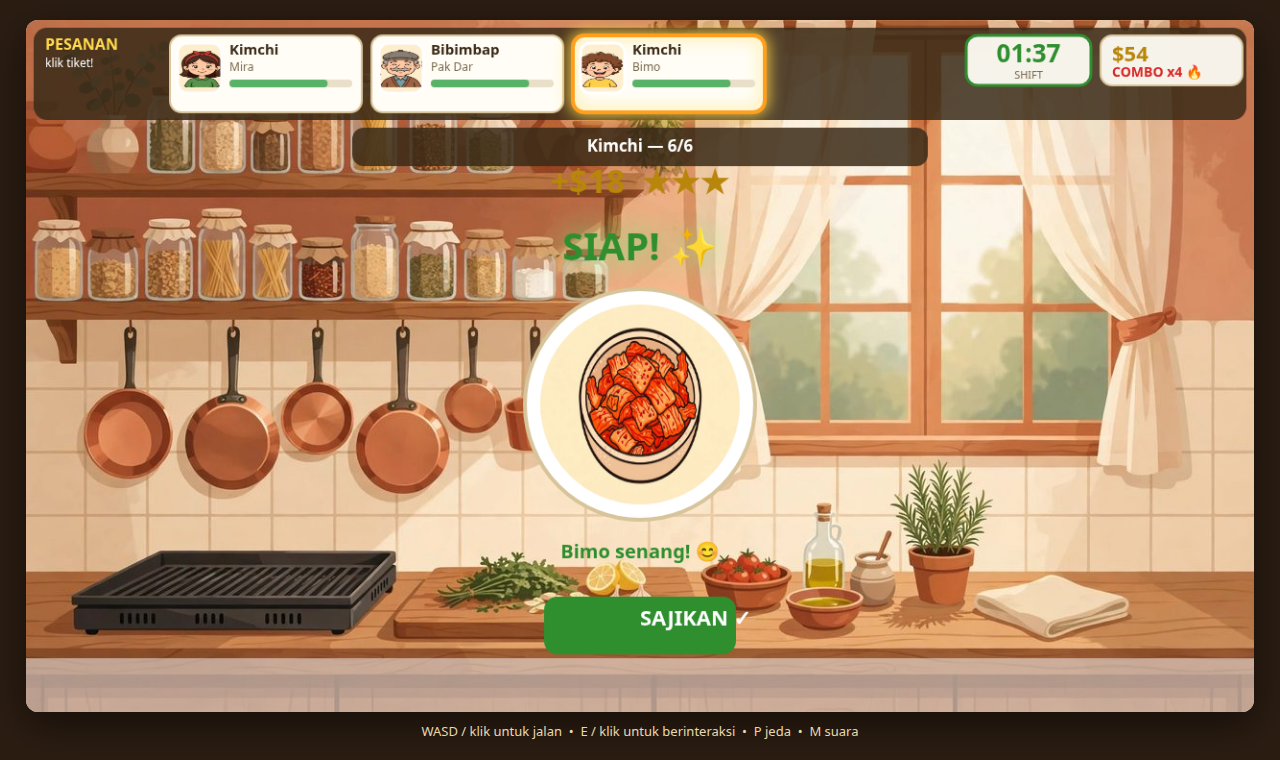 PESANAN
klik tiket!
Kimchi
Mira
Bibimbap
Pak Dar
Kimchi
Bimo
01:37
SHIFT
$54
COMBO x4 🔥
Kimchi — 6/6
+$18 ★★★
SIAP! ✨
Bimo senang! 😊
SAJIKAN ✓
WASD / klik untuk jalan • E / klik untuk berinteraksi • P jeda • M suara